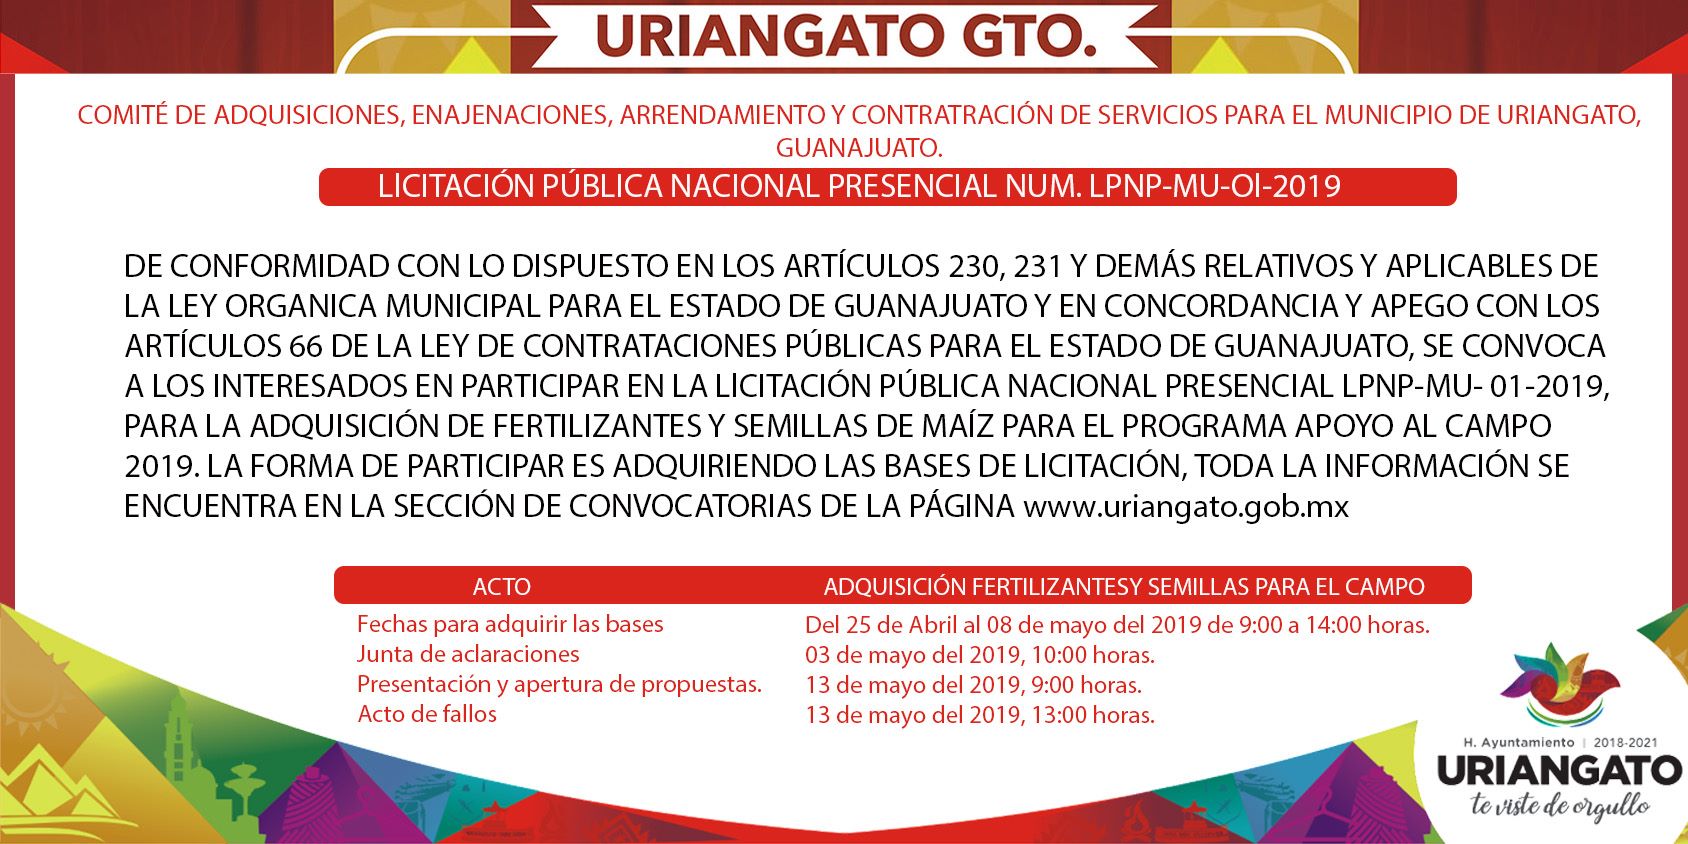 URIANGATO GTO.
COMITÉ DE ADQUISICIONES, ENAJENACIONES, ARRENDAMIENTO Y CONTRATRACIÓN DE SERVICIOS PARA EL MUNICIPIO DE URIANGATO,
GUANAJUATO.
LlCITACIÓN PÚBLICA NACIONAL PRESENCIAL NUM. LPNP-MU-Ol-2019
DE CONFORMIDAD CON LO DISPUESTO EN LOS ARTÍCULOS 230, 231 Y DEMÁS RELATIVOS Y APLICABLES DE
LA LEY ORGANICA MUNICIPAL PARA EL ESTADO DE GUANAJUATO Y EN CONCORDANCIA Y APEGO CON LOS
ARTÍCULOS 66 DE LA LEY DE CONTRATACIONES PÚBLICAS PARA EL ESTADO DE GUANAJUATO, SE CONVOCA
A LOS INTERESADOS EN PARTICIPAR EN LA LlCITACIÓN PÚBLICA NACIONAL PRESENCIAL LPNP-MU- 01-2019,
PARA LA ADQUISICIÓN DE FERTILIZANTES Y SEMILLAS DE MAÍZ PARA EL PROGRAMA APOYO AL CAMPO
2019. LA FORMA DE PARTICIPAR ES ADQUIRIENDO LAS BASES DE LlCITACIÓN, TODA LA INFORMACIÓN SE
ENCUENTRA EN LA SECCIÓN DE CONVOCATORIAS DE LA PÁGINA www.uriangato.gob.mx
ACTO ADQUISICIÓN FERTILIZANTESY SEMILLAS PARA EL CAMPO
Fechas para adquirir las bases Del 25 de Abril al 08 de mayo del 2019 de 9:00 a 14:00 horas.
Junta de aclaraciones 03 de mayo del 2019, 10:00 horas.
Presentación y apertura de propuestas. 13 de mayo del 2019, 9:00 horas.
Acto de fallos 13 de mayo del 2019, 13:00 horas.
H. Ayuntamiento | 2018-2021
URIANGATO
te viste de orgullo